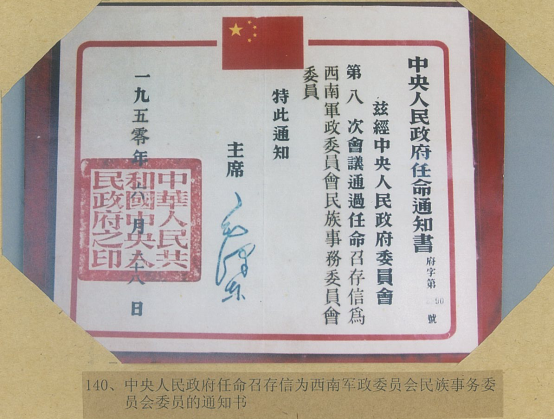 中央人民政府任命通知書 府字第 號
茲經中央人民政府委員會
第八次會議通過任命召存信爲
西南軍政委員會民族事務委員會
委員
特此通知
主席 毛澤東
一九五零年 月 日
中華人民共
和國中央人
民政府之印
140、中央人民政府任命召存信为西南军政委员会民族事务委
员会委员的通知书